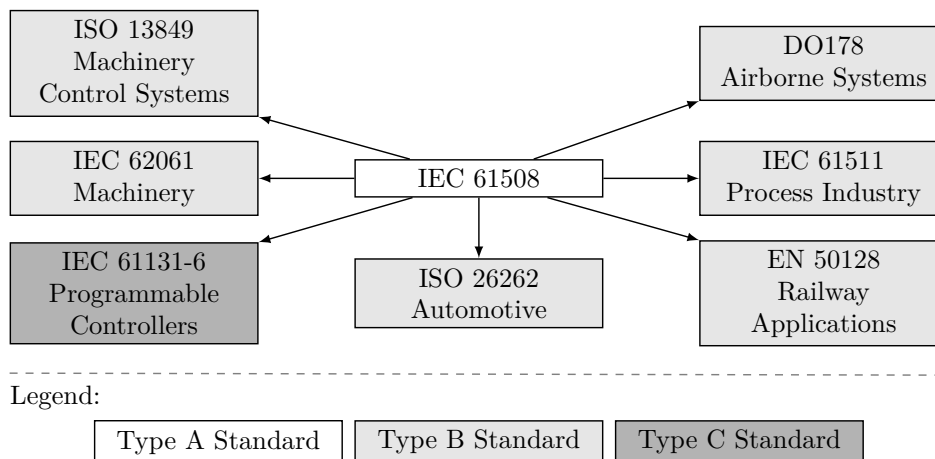 ISO 13849
Machinery
Control Systems
DO178
Airborne Systems
IEC 62061
Machinery
IEC 61508
IEC 61511
Process Industry
IEC 61131-6
Programmable
Controllers
ISO 26262
Automotive
EN 50128
Railway
Applications
Legend:
Type A Standard
Type B Standard
Type C Standard